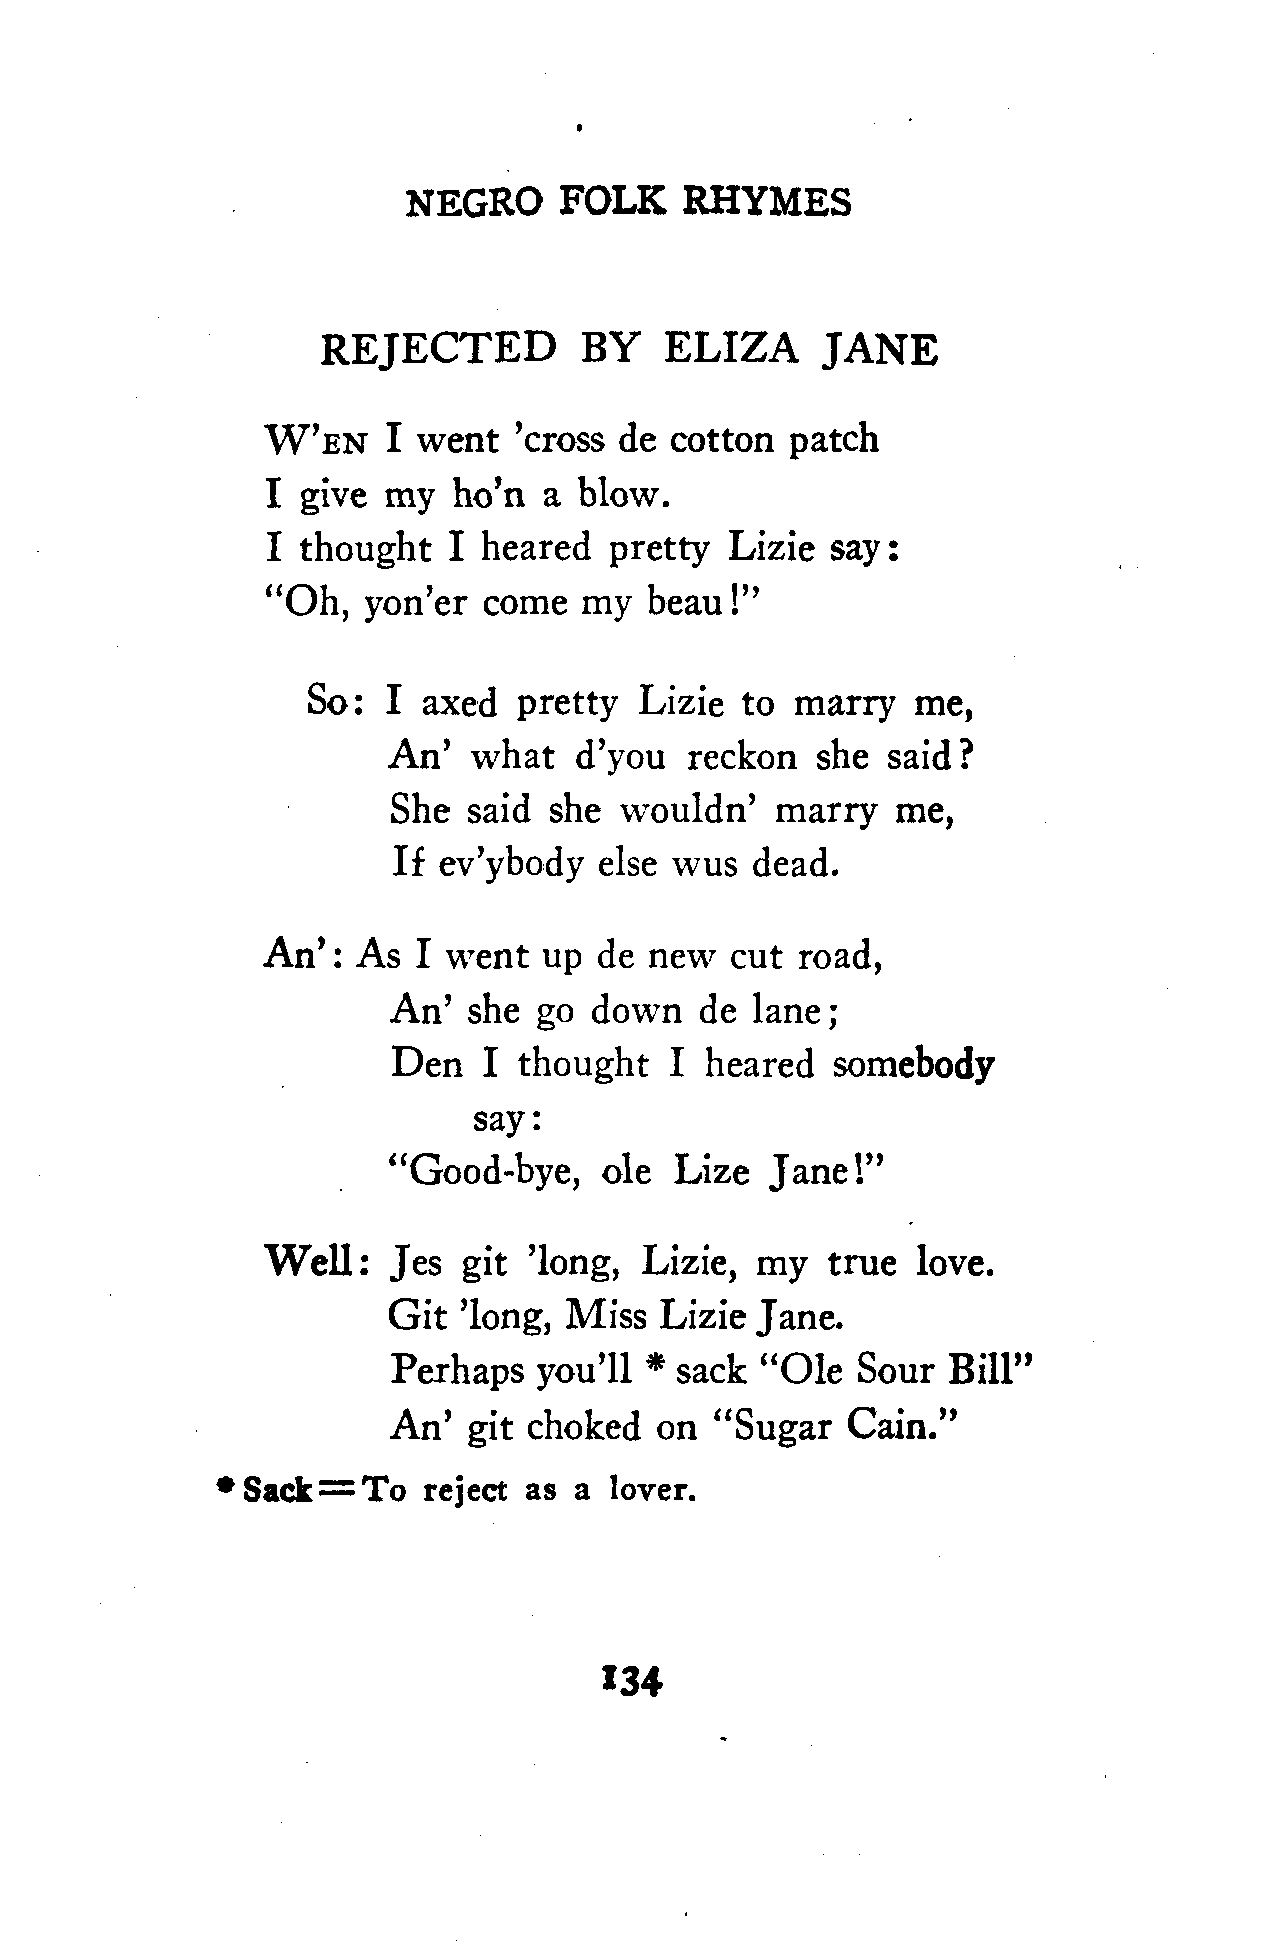 NEGRO FOLK RHYMES
REJECTED BY ELIZA JANE
W'EN I went 'cross de cotton patch
I give my ho'n a blow.
I thought I heared pretty Lizie say:
"Oh, yon'er come my beau!"
So: I axed pretty Lizie to marry me,
An' what d'you reckon she said?
She said she wouldn' marry me,
If ev'ybody else wus dead.
An': As I went up de new cut road,
An' she go down de lane;
Den I thought I heared somebody
say:
"Good-bye, ole Lize Jane!"
Well: Jes git 'long, Lizie, my true love.
Git 'long, Miss Lizie Jane.
Perhaps you'll * sack "Ole Sour Bill"
An' git choked on "Sugar Cain."
* Sack=To reject as a lover.
134